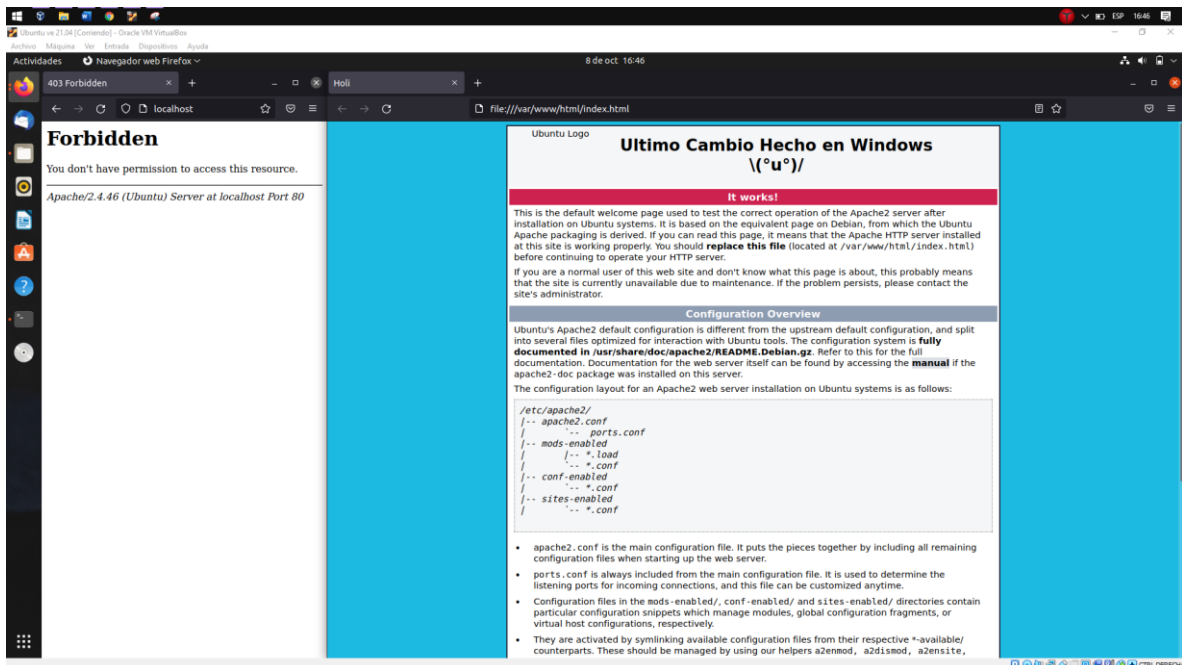 ESP 16:46
Ubuntu ve 21.04 [Corriendo] - Oracle VM VirtualBox
Archivo Máquina Ver Entrada Dispositivos Ayuda
Actividades Navegador web Firefox 8 de oct 16:46
403 Forbidden
Holi
localhost
file:///var/www/html/index.html
Forbidden
You don't have permission to access this resource.
Apache/2.4.46 (Ubuntu) Server at localhost Port 80
Ubuntu Logo
Ultimo Cambio Hecho en Windows
\(°u°)/
It works!
This is the default welcome page used to test the correct operation of the Apache2 server after
installation on Ubuntu systems. It is based on the equivalent page on Debian, from which the Ubuntu
Apache packaging is derived. If you can read this page, it means that the Apache HTTP server installed
at this site is working properly. You should replace this file (located at /var/www/html/index.html)
before continuing to operate your HTTP server.
If you are a normal user of this web site and don't know what this page is about, this probably means
that the site is currently unavailable due to maintenance. If the problem persists, please contact the
site's administrator.
Configuration Overview
Ubuntu's Apache2 default configuration is different from the upstream default configuration, and split
into several files optimized for interaction with Ubuntu tools. The configuration system is fully
documented in /usr/share/doc/apache2/README.Debian.gz. Refer to this for the full
documentation. Documentation for the web server itself can be found by accessing the manual if the
apache2-doc package was installed on this server.
The configuration layout for an Apache2 web server installation on Ubuntu systems is as follows:
/etc/apache2/
|-- apache2.conf
| `-- ports.conf
|-- mods-enabled
| |-- *.load
| `-- *.conf
|-- conf-enabled
| `-- *.conf
|-- sites-enabled
| `-- *.conf
• apache2.conf is the main configuration file. It puts the pieces together by including all remaining
configuration files when starting up the web server.
• ports.conf is always included from the main configuration file. It is used to determine the
listening ports for incoming connections, and this file can be customized anytime.
• Configuration files in the mods-enabled/, conf-enabled/ and sites-enabled/ directories contain
particular configuration snippets which manage modules, global configuration fragments, or
virtual host configurations, respectively.
• They are activated by symlinking available configuration files from their respective *-available/
counterparts. These should be managed by using our helpers a2enmod, a2dismod, a2ensite,
CTRL DERECHA